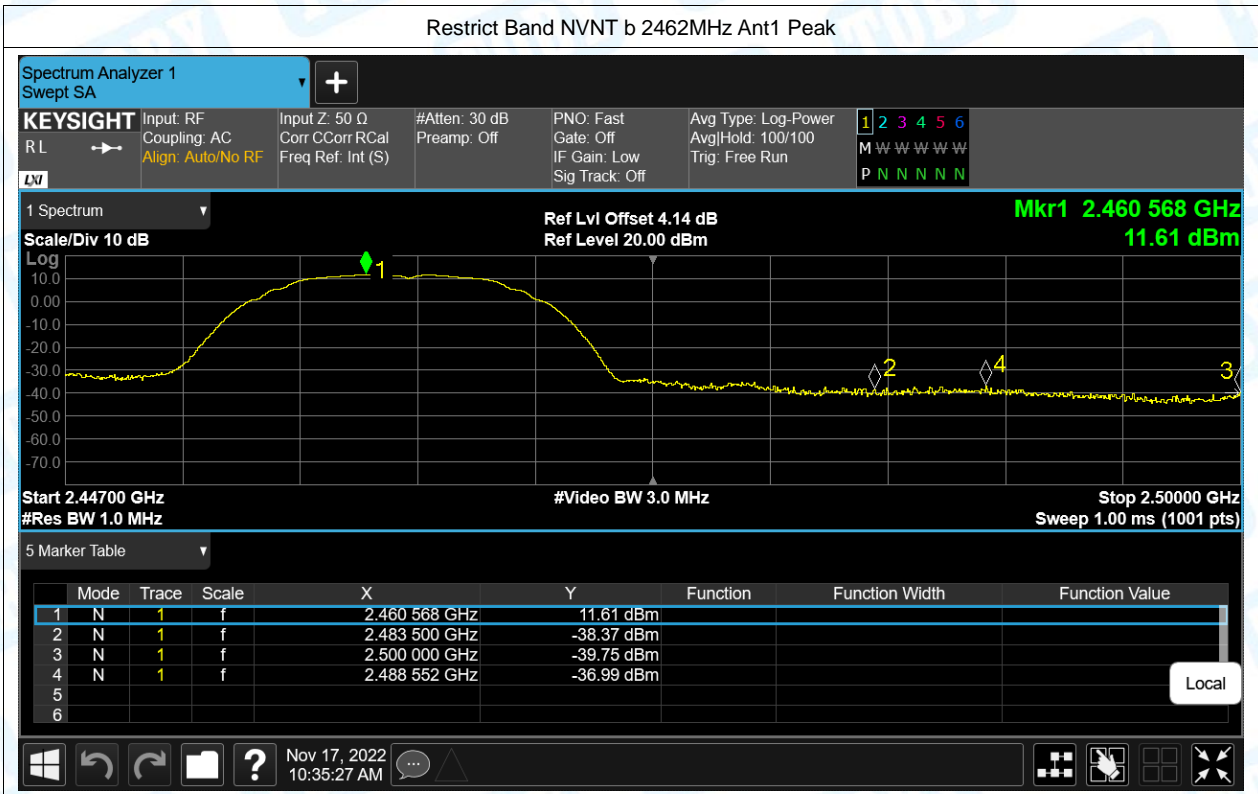 Restrict Band NVNT b 2462MHz Ant1 Peak
Spectrum Analyzer 1
Swept SA
KEYSIGHT
RL
LXI
Input: RF
Coupling: AC
Align: Auto/No RF
Input Z: 50 Ω
Corr CCorr RCal
Freq Ref: Int (S)
#Atten: 30 dB
Preamp: Off
PNO: Fast
Gate: Off
IF Gain: Low
Sig Track: Off
Avg Type: Log-Power
Avg|Hold: 100/100
Trig: Free Run
1 2 3 4 5 6
M W W W W W
P N N N N N
1 Spectrum
Scale/Div 10 dB
Ref Lvl Offset 4.14 dB
Ref Level 20.00 dBm
Mkr1 2.460 568 GHz
11.61 dBm
Log
10.0
0.00
-10.0
-20.0
-30.0
-40.0
-50.0
-60.0
-70.0
1
2
4
3
Start 2.44700 GHz
#Res BW 1.0 MHz
#Video BW 3.0 MHz
Stop 2.50000 GHz
Sweep 1.00 ms (1001 pts)
5 Marker Table
Mode Trace Scale X Y Function Function Width Function Value
1 N 1 f 2.460 568 GHz 11.61 dBm
2 N 1 f 2.483 500 GHz -38.37 dBm
3 N 1 f 2.500 000 GHz -39.75 dBm
4 N 1 f 2.488 552 GHz -36.99 dBm
5
6
Local
?
Nov 17, 2022
10:35:27 AM